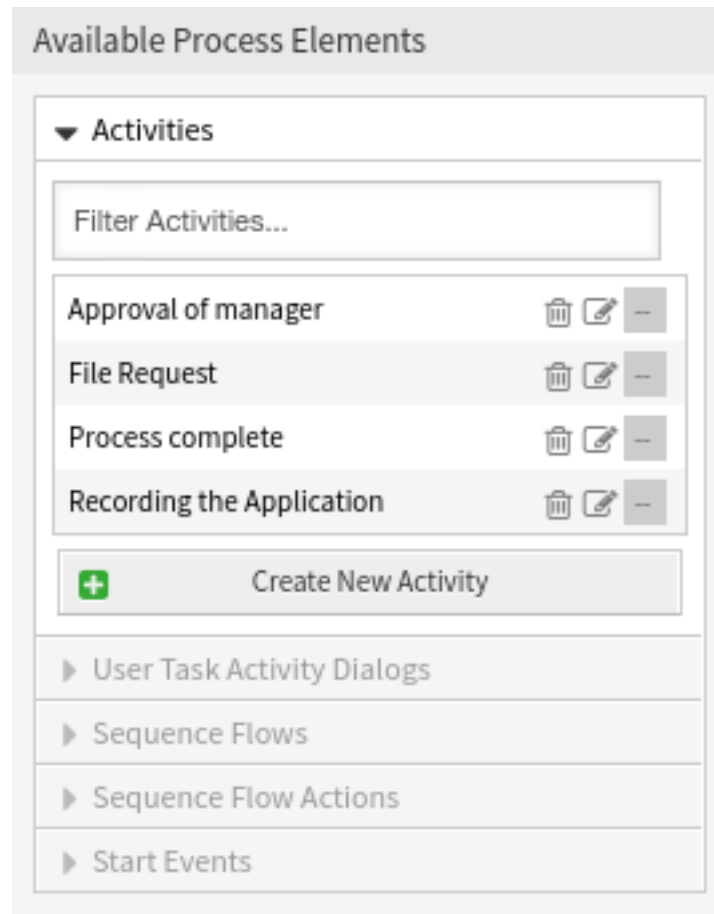 Available Process Elements
Activities
Filter Activities...
Approval of manager
File Request
Process complete
Recording the Application
Create New Activity
User Task Activity Dialogs
Sequence Flows
Sequence Flow Actions
Start Events